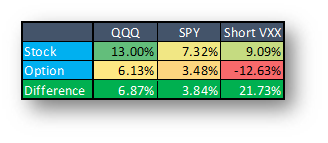 QQQ SPY Short VXX
Stock 13.00% 7.32% 9.09%
Option 6.13% 3.48% -12.63%
Difference 6.87% 3.84% 21.73%